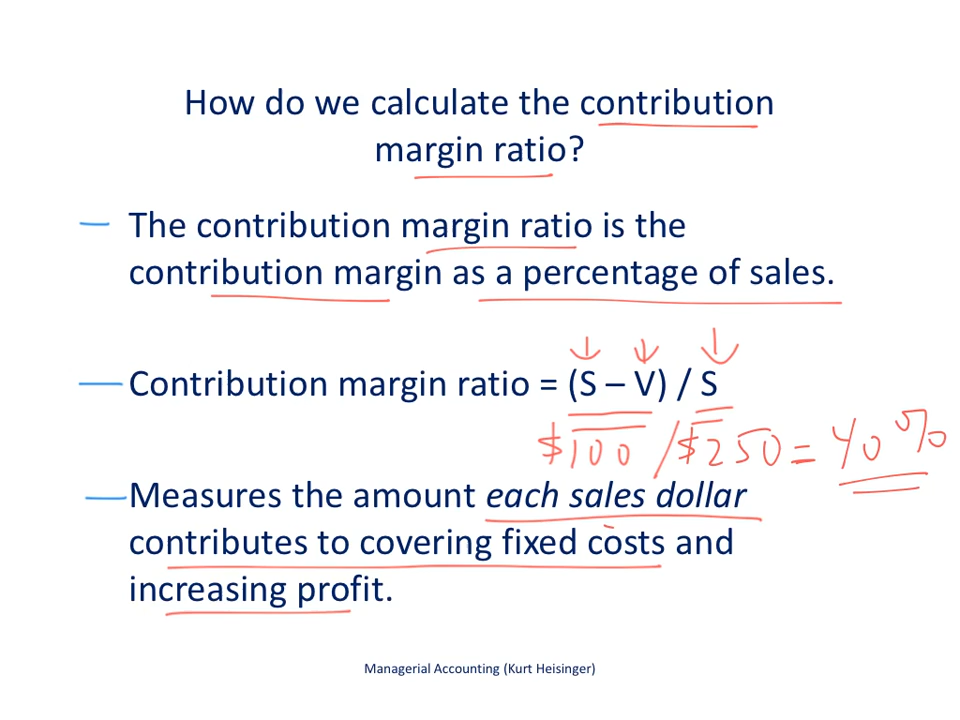 How do we calculate the contribution
margin ratio?
The contribution margin ratio is the
contribution margin as a percentage of sales.
Contribution margin ratio = (S – V) / S
$100 / $250 = 40%
Measures the amount each sales dollar
contributes to covering fixed costs and
increasing profit.
Managerial Accounting (Kurt Heisinger)